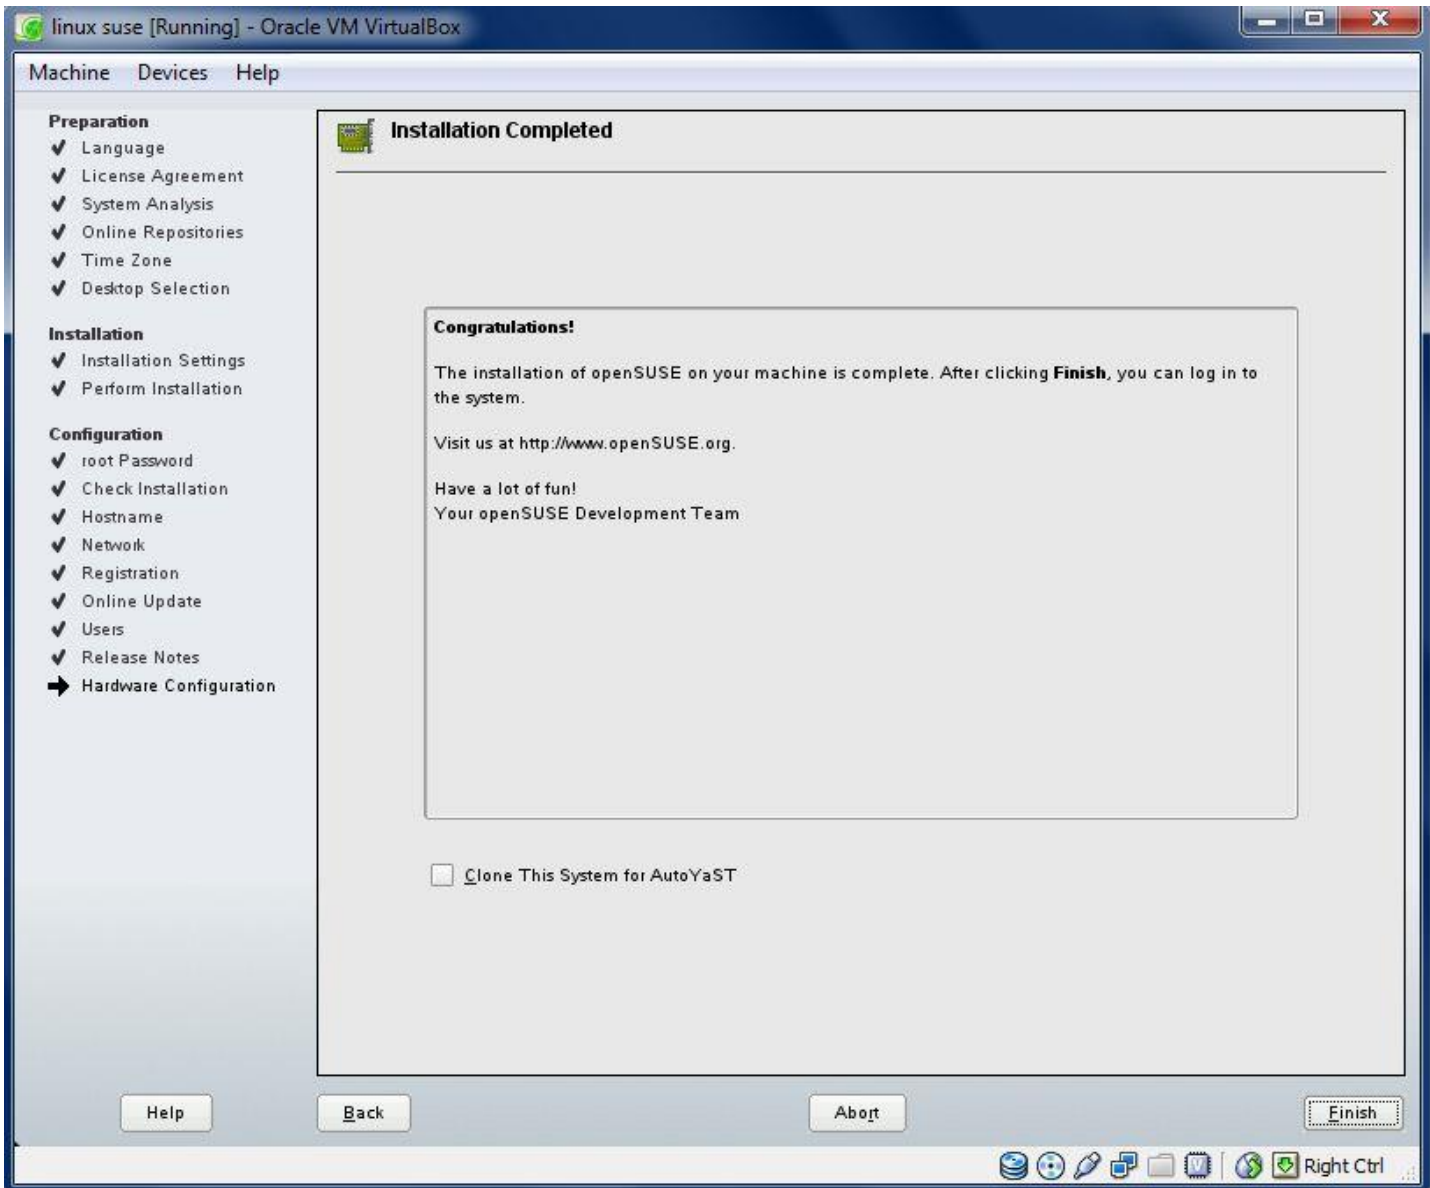 linux suse [Running] - Oracle VM VirtualBox
Machine Devices Help
Preparation
Language
License Agreement
System Analysis
Online Repositories
Time Zone
Desktop Selection
Installation
Installation Settings
Perform Installation
Configuration
root Password
Check Installation
Hostname
Network
Registration
Online Update
Users
Release Notes
Hardware Configuration
Installation Completed
Congratulations!
The installation of openSUSE on your machine is complete. After clicking Finish, you can log in to
the system.
Visit us at http://www.openSUSE.org.
Have a lot of fun!
Your openSUSE Development Team
Clone This System for AutoYaST
Help Back Abort Finish
Right Ctrl